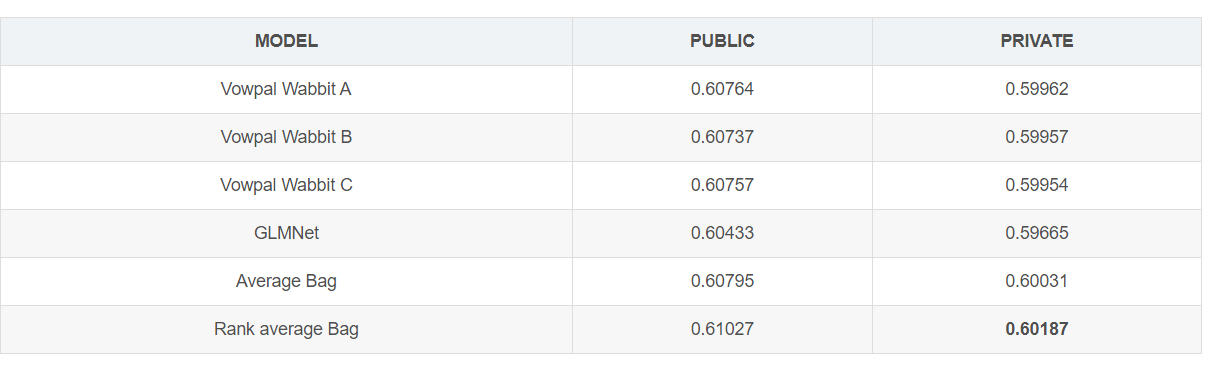 MODEL PUBLIC PRIVATE
Vowpal Wabbit A 0.60764 0.59962
Vowpal Wabbit B 0.60737 0.59957
Vowpal Wabbit C 0.60757 0.59954
GLMNet 0.60433 0.59665
Average Bag 0.60795 0.60031
Rank average Bag 0.61027 0.60187